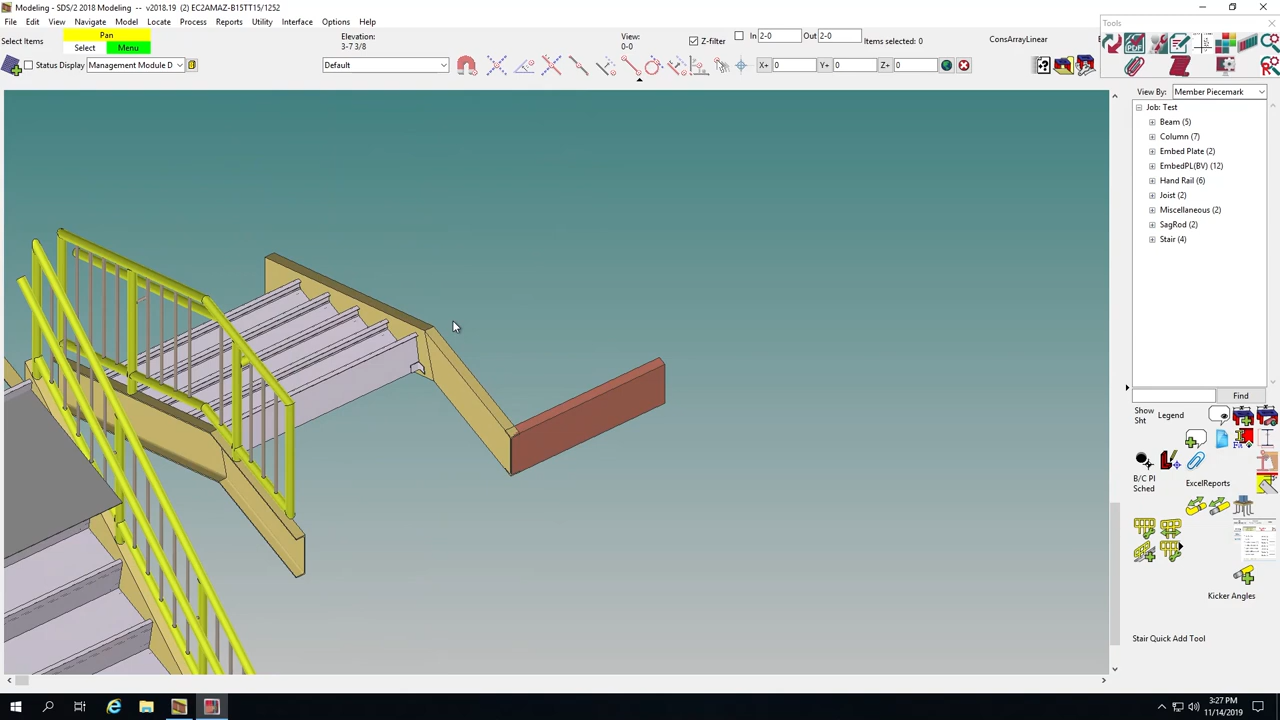 Modeling - SDS/2 2018 Modeling -- v2018.19 (2) EC2AMAZ-B15TT15/1252
File Edit View Navigate Model Locate Process Reports Utility Interface Options Help
Select Items
Pan
Select Menu
Elevation:
3-7 3/8
View:
0-0
Z-filter
In 2-0 Out 2-0
Items selected: 0
ConsArrayLinear
Tools
Status Display Management Module D
Default
X+ 0 Y+ 0 Z+ 0
View By: Member Piecemark
Job: Test
Beam (5)
Column (7)
Embed Plate (2)
EmbedPL(BV) (12)
Hand Rail (6)
Joist (2)
Miscellaneous (2)
SagRod (2)
Stair (4)
Find
Show
Sht
Legend
B/C Pl
Sched
ExcelReports
Kicker Angles
Stair Quick Add Tool
3:27 PM
11/14/2019